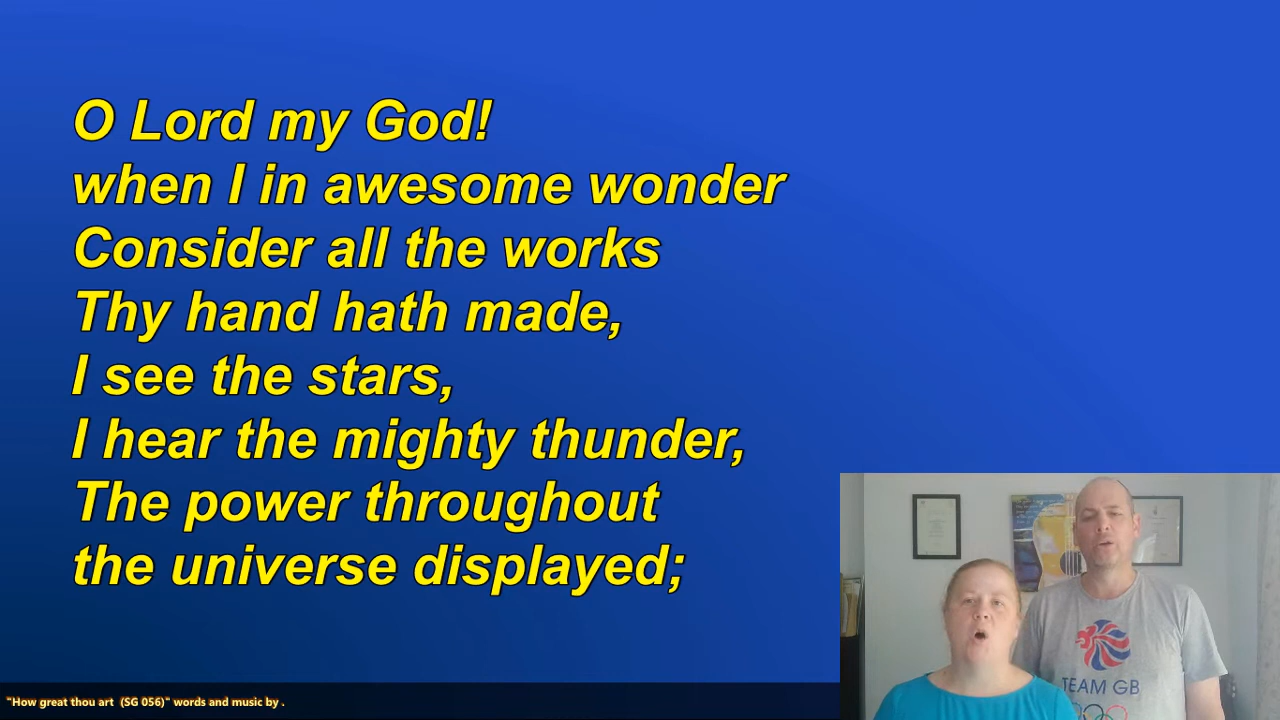 O Lord my God!
when I in awesome wonder
Consider all the works
Thy hand hath made,
I see the stars,
I hear the mighty thunder,
The power throughout
the universe displayed;
TEAM GB
"How great thou art  (SG 056)" words and music by .